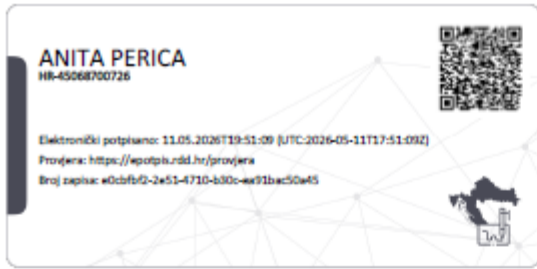 ANITA PERICA
HR-45068700726
Elektronički potpisano: 11.05.2026T19:51:09 (UTC:2026-05-11T17:51:09Z)
Provjera: https://epotpis.rdd.hr/provjera
Broj zapisa: e0cbfbf2-2e51-4710-b30c-ea91bac50a45